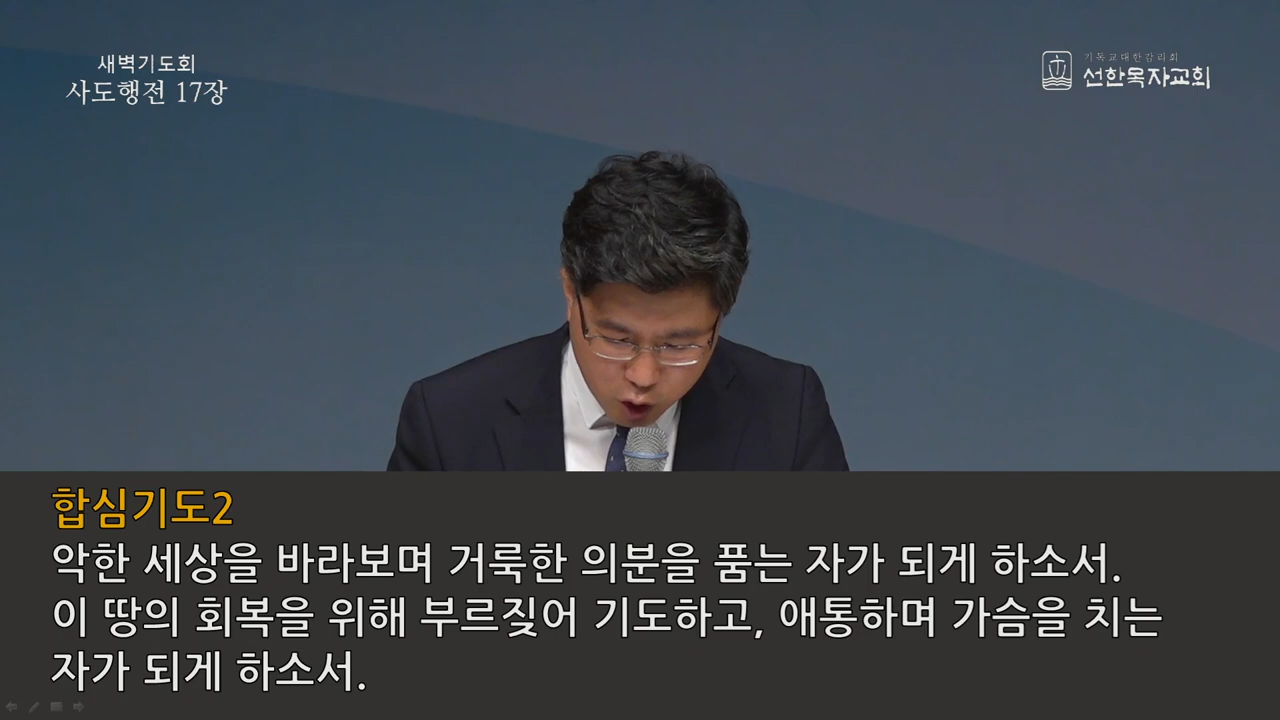 새벽기도회
사도행전 17장
기독교대한감리회
선한목자교회
합심기도2
악한 세상을 바라보며 거룩한 의분을 품는 자가 되게 하소서.
이 땅의 회복을 위해 부르짖어 기도하고, 애통하며 가슴을 치는
자가 되게 하소서.